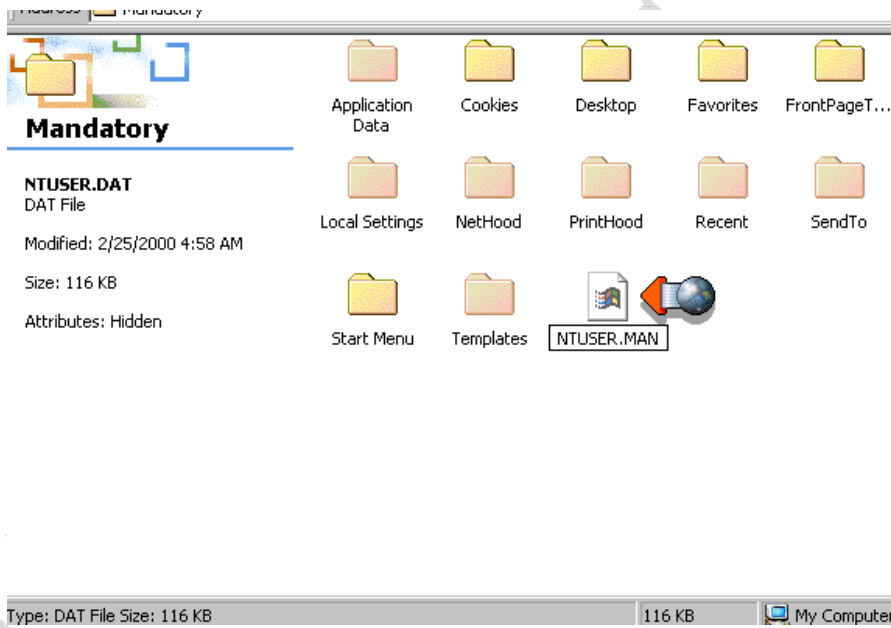 Address Mandatory
Mandatory
NTUSER.DAT
DAT File
Modified: 2/25/2000 4:58 AM
Size: 116 KB
Attributes: Hidden
Application Data
Cookies
Desktop
Favorites
FrontPageT...
Local Settings
NetHood
PrintHood
Recent
SendTo
Start Menu
Templates
NTUSER.MAN
Type: DAT File Size: 116 KB
116 KB
My Computer